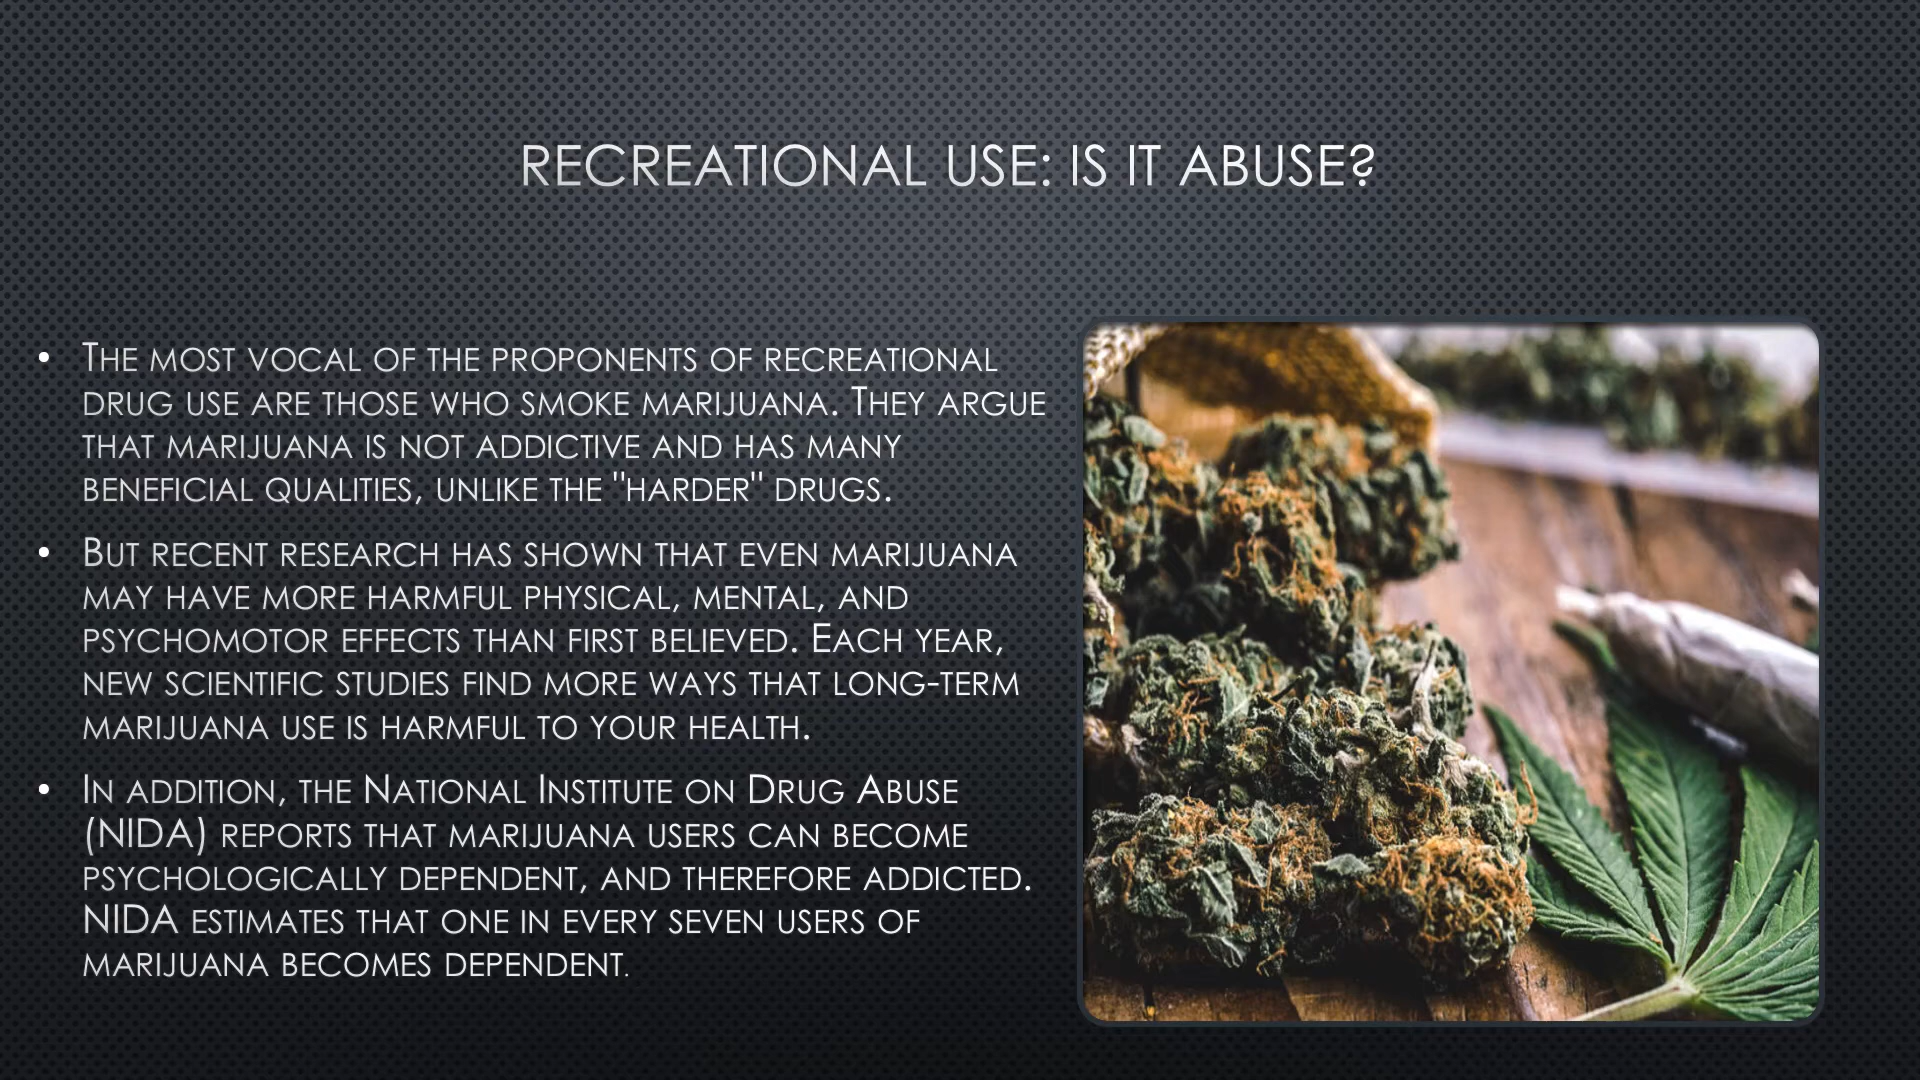 RECREATIONAL USE: IS IT ABUSE?
• THE MOST VOCAL OF THE PROPONENTS OF RECREATIONAL
DRUG USE ARE THOSE WHO SMOKE MARIJUANA. THEY ARGUE
THAT MARIJUANA IS NOT ADDICTIVE AND HAS MANY
BENEFICIAL QUALITIES, UNLIKE THE "HARDER" DRUGS.
• BUT RECENT RESEARCH HAS SHOWN THAT EVEN MARIJUANA
MAY HAVE MORE HARMFUL PHYSICAL, MENTAL, AND
PSYCHOMOTOR EFFECTS THAN FIRST BELIEVED. EACH YEAR,
NEW SCIENTIFIC STUDIES FIND MORE WAYS THAT LONG-TERM
MARIJUANA USE IS HARMFUL TO YOUR HEALTH.
• IN ADDITION, THE NATIONAL INSTITUTE ON DRUG ABUSE
(NIDA) REPORTS THAT MARIJUANA USERS CAN BECOME
PSYCHOLOGICALLY DEPENDENT, AND THEREFORE ADDICTED.
NIDA ESTIMATES THAT ONE IN EVERY SEVEN USERS OF
MARIJUANA BECOMES DEPENDENT.